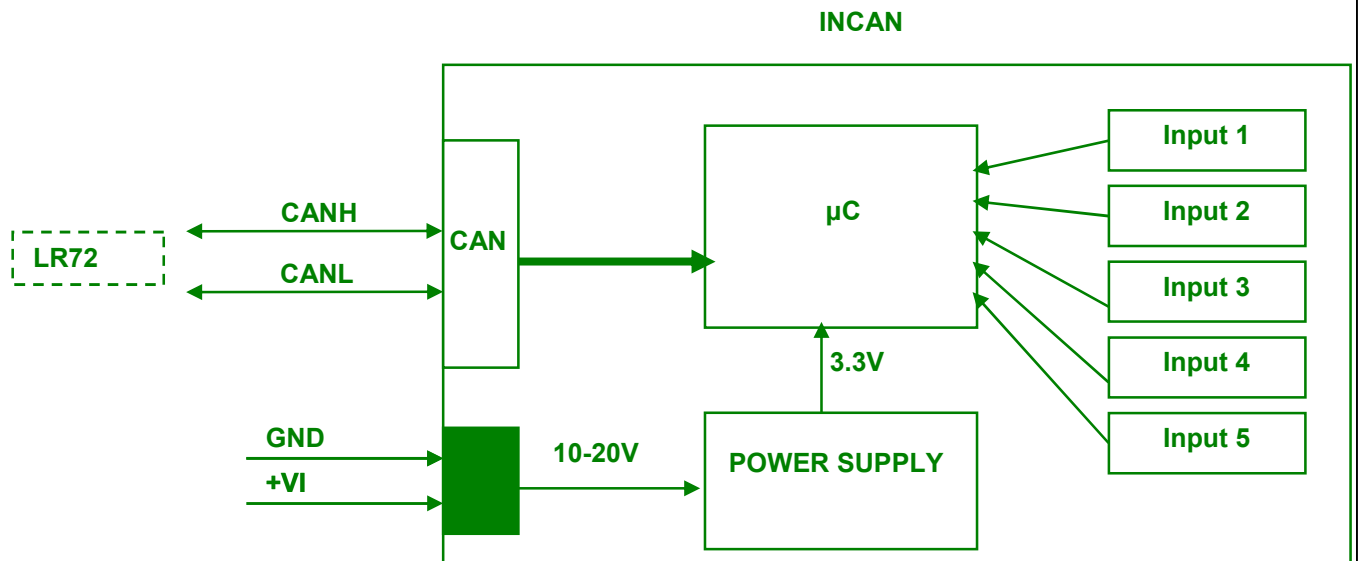 INCAN
Input 1
Input 2
Input 3
Input 4
Input 5
µC
CANH
CANL
CAN
LR72
3.3V
GND
+VI
10-20V
POWER SUPPLY